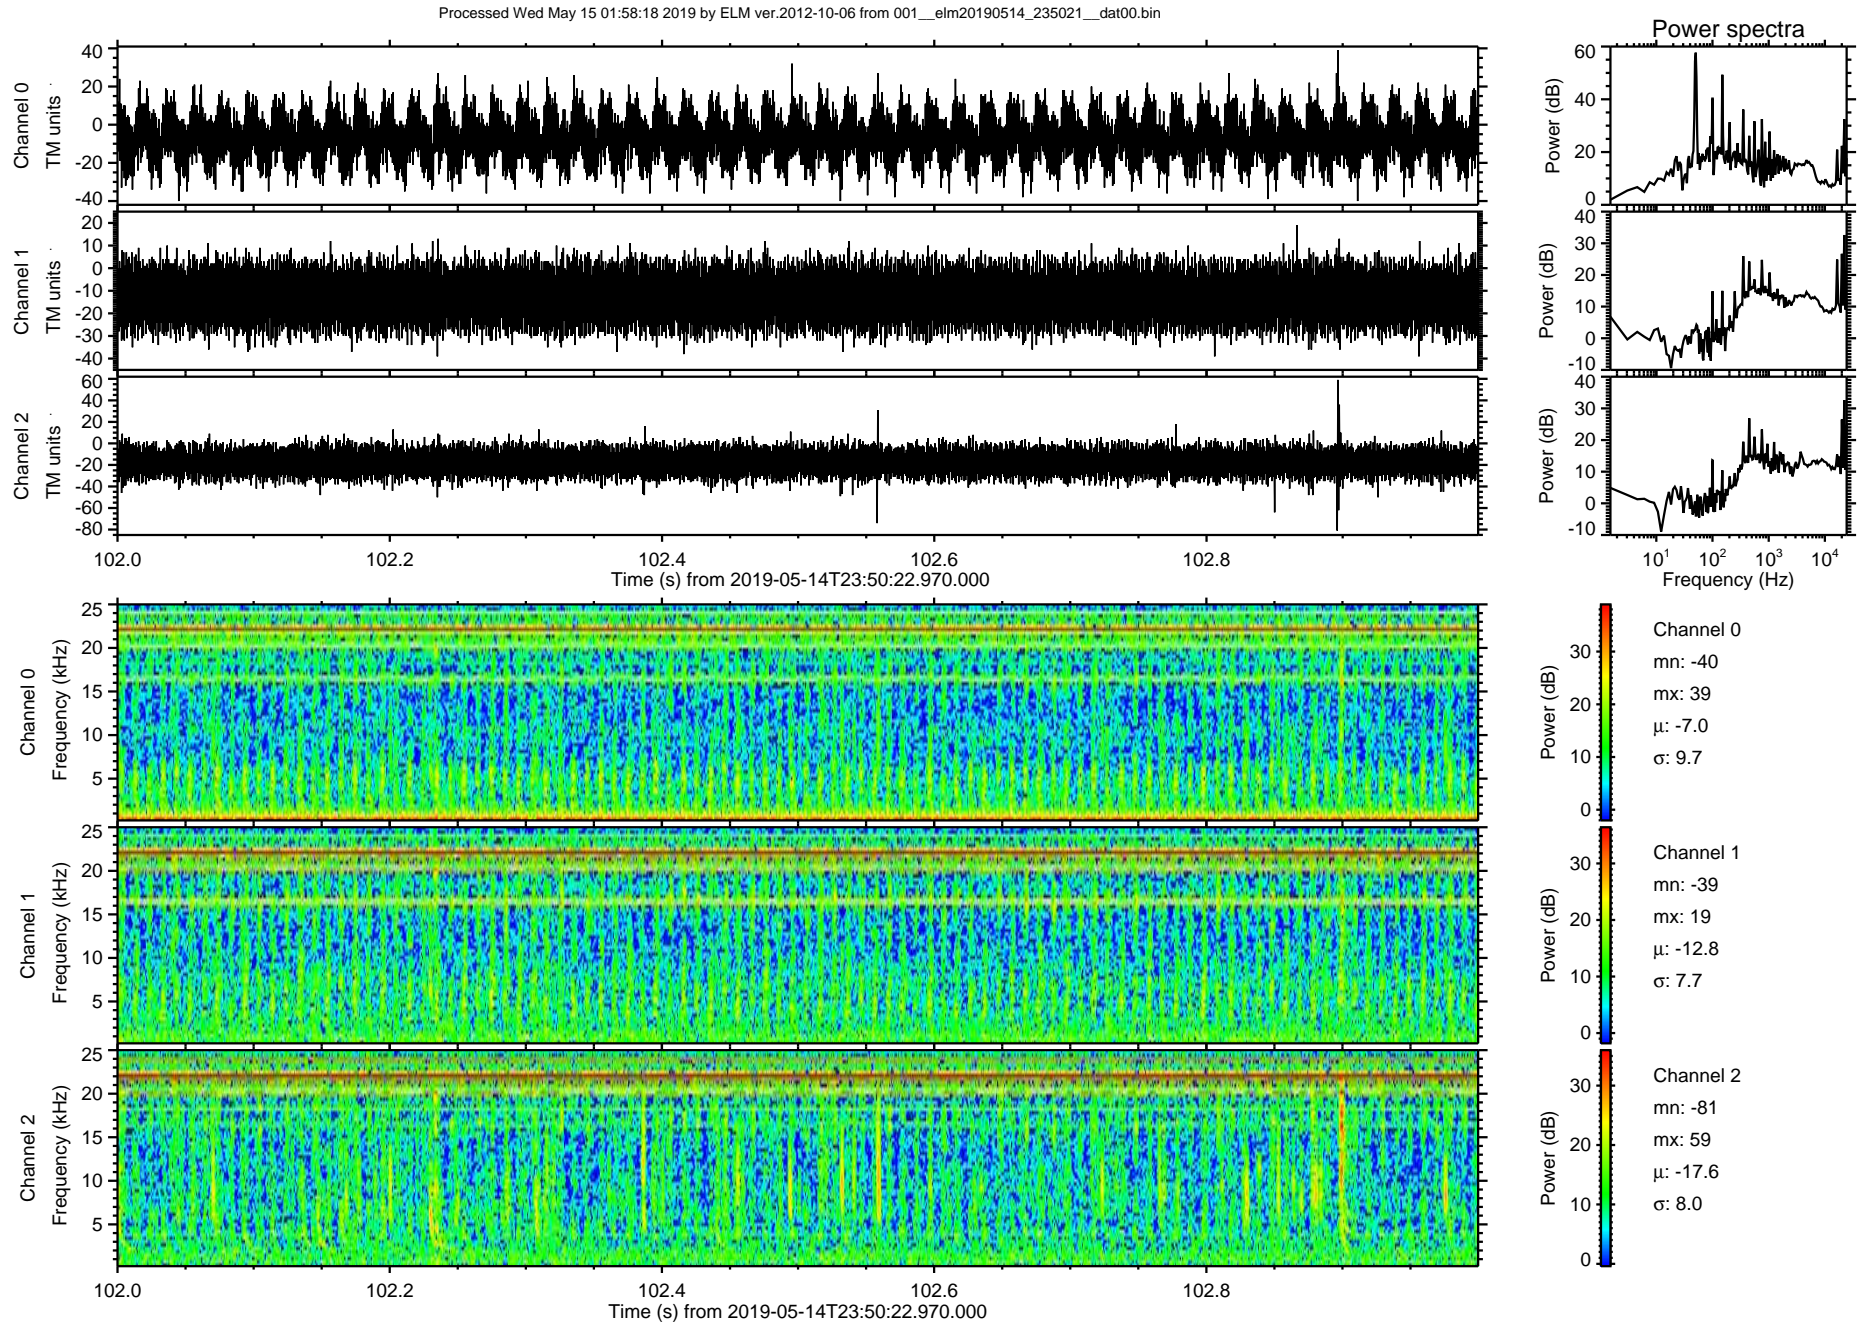 Processed Wed May 15 01:58:18 2019 by ELM ver.2012-10-06 from 001__elm20190514_235021__dat00.bin
Power spectra
Channel 0
TM units
40
20
0
-20
-40
Power (dB)
60
40
20
0
Channel 1
TM units
20
10
0
-10
-20
-30
-40
Power (dB)
40
30
20
10
0
-10
Channel 2
TM units
60
40
20
0
-20
-40
-60
-80
Power (dB)
40
30
20
10
0
-10
102.0 102.2 102.4 102.6 102.8
Time (s) from 2019-05-14T23:50:22.970.000
10^1 10^2 10^3 10^4
Frequency (Hz)
Channel 0
Frequency (kHz)
25
20
15
10
5
Power (dB)
30
20
10
0
Channel 0
mn: -40
mx: 39
μ: -7.0
σ: 9.7
Channel 1
Frequency (kHz)
25
20
15
10
5
Power (dB)
30
20
10
0
Channel 1
mn: -39
mx: 19
μ: -12.8
σ: 7.7
Channel 2
Frequency (kHz)
25
20
15
10
5
Power (dB)
30
20
10
0
Channel 2
mn: -81
mx: 59
μ: -17.6
σ: 8.0
102.0 102.2 102.4 102.6 102.8
Time (s) from 2019-05-14T23:50:22.970.000